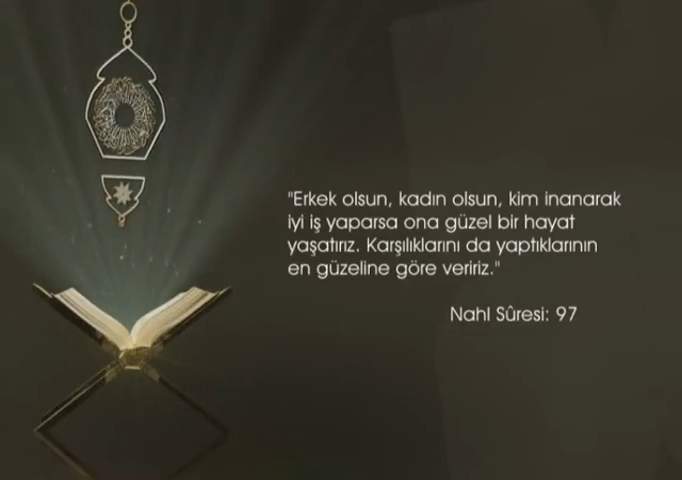 "Erkek olsun, kadın olsun, kim inanarak
iyi iş yaparsa ona güzel bir hayat
yaşatırız. Karşılıklarını da yaptıklarının
en güzeline göre veririz."
Nahl Sûresi: 97